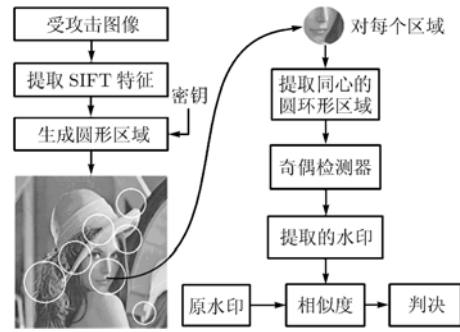 受攻击图像
提取 SIFT 特征
密钥
生成圆形区域
对每个区域
提取同心的
圆环形区域
奇偶检测器
提取的水印
原水印
相似度
判决